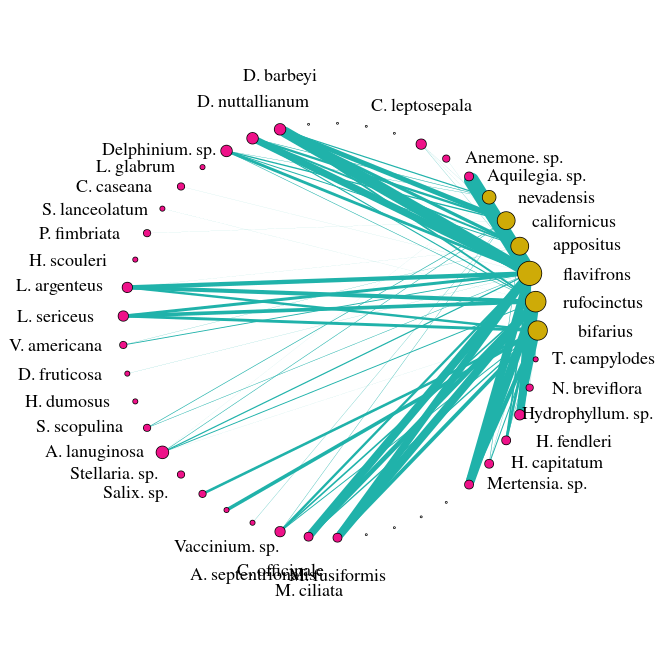 D. barbeyi
D. nuttallianum
C. leptosepala
Delphinium. sp.
Anemone. sp.
L. glabrum
Aquilegia. sp.
C. caseana
nevadensis
S. lanceolatum
californicus
P. fimbriata
appositus
H. scouleri
flavifrons
L. argenteus
rufocinctus
L. sericeus
bifarius
V. americana
T. campylodes
D. fruticosa
N. breviflora
H. dumosus
Hydrophyllum. sp.
S. scopulina
H. fendleri
A. lanuginosa
H. capitatum
Stellaria. sp.
Mertensia. sp.
Salix. sp.
Vaccinium. sp.
C. officinale
A. septentrionalis
M. fusiformis
M. ciliata